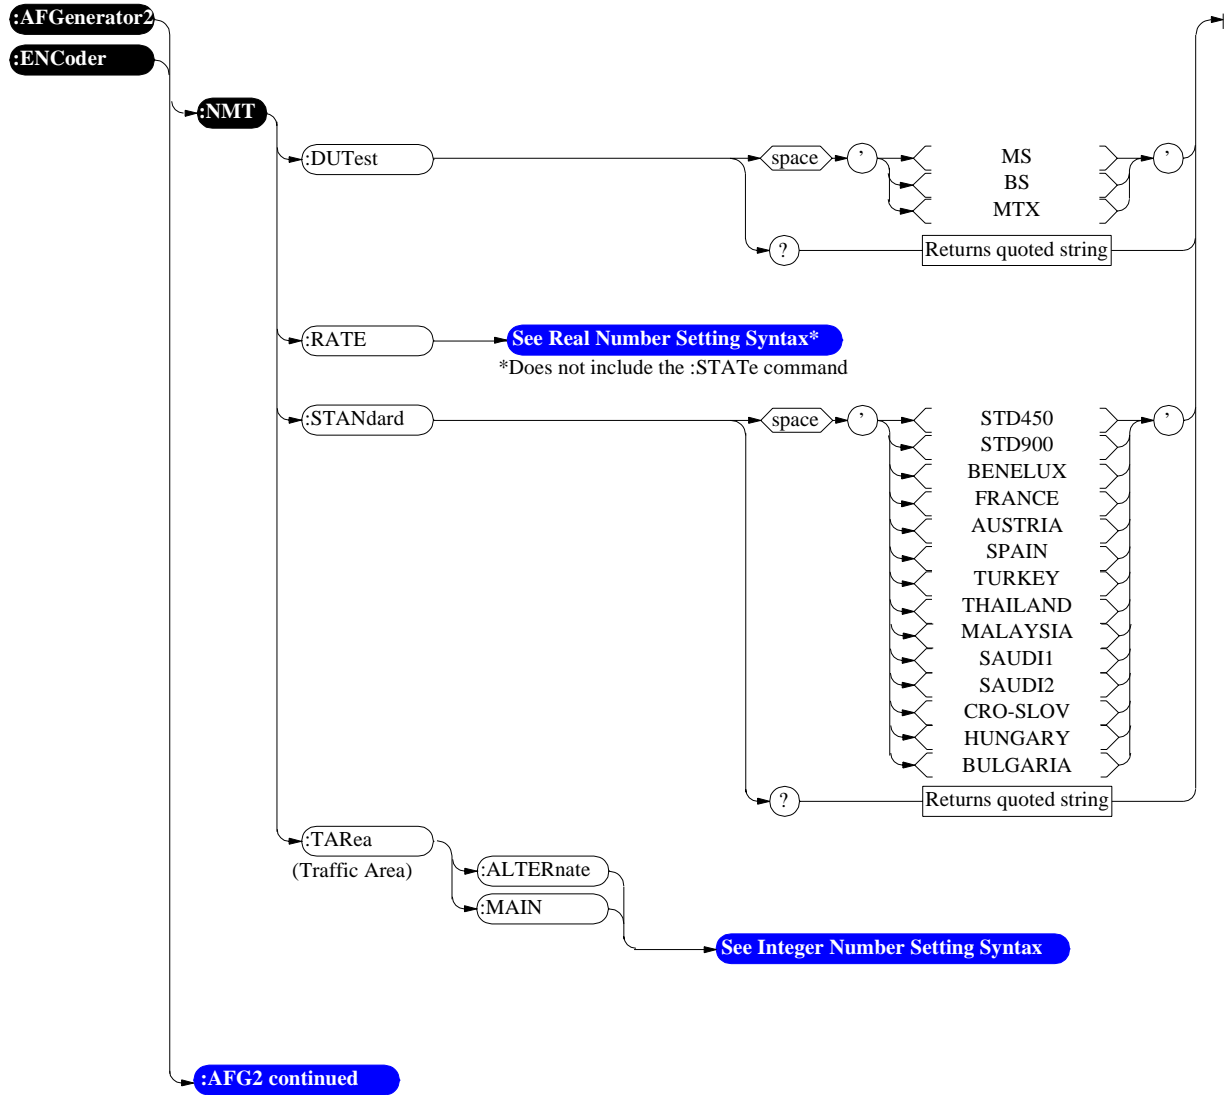 :AFGenerator2
:ENCoder
:NMT
:DUTest
space
’
MS
BS
MTX
’
?
Returns quoted string
:RATE
See Real Number Setting Syntax*
*Does not include the :STATe command
:STANdard
space
’
STD450
STD900
BENELUX
FRANCE
AUSTRIA
SPAIN
TURKEY
THAILAND
MALAYSIA
SAUDI1
SAUDI2
CRO-SLOV
HUNGARY
BULGARIA
’
?
Returns quoted string
:TARea
(Traffic Area)
:ALTERnate
:MAIN
See Integer Number Setting Syntax
:AFG2 continued